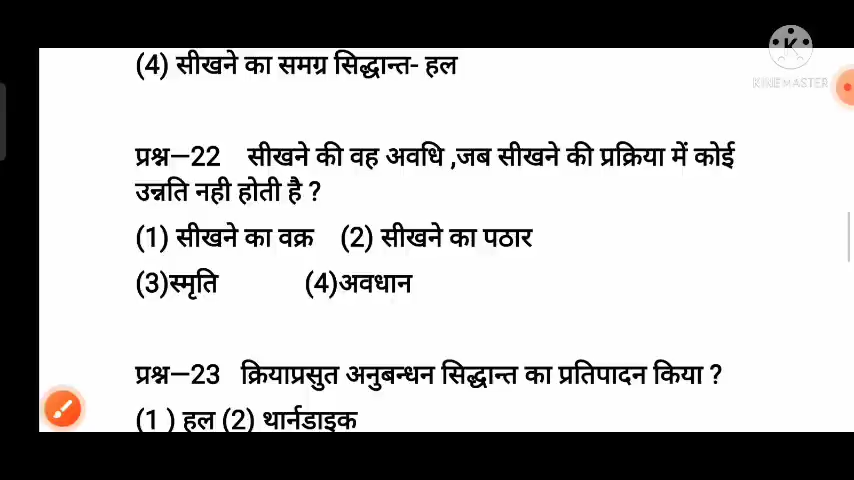 (4) सीखने का समग्र सिद्धान्त- हल
KINEMASTER
प्रश्न—22 सीखने की वह अवधि ,जब सीखने की प्रक्रिया में कोई
उन्नति नही होती है ?
(1) सीखने का वक्र (2) सीखने का पठार
(3)स्मृति (4)अवधान
प्रश्न—23 क्रियाप्रसुत अनुबन्धन सिद्धान्त का प्रतिपादन किया ?
(1 ) हल (2) थार्नडाइक